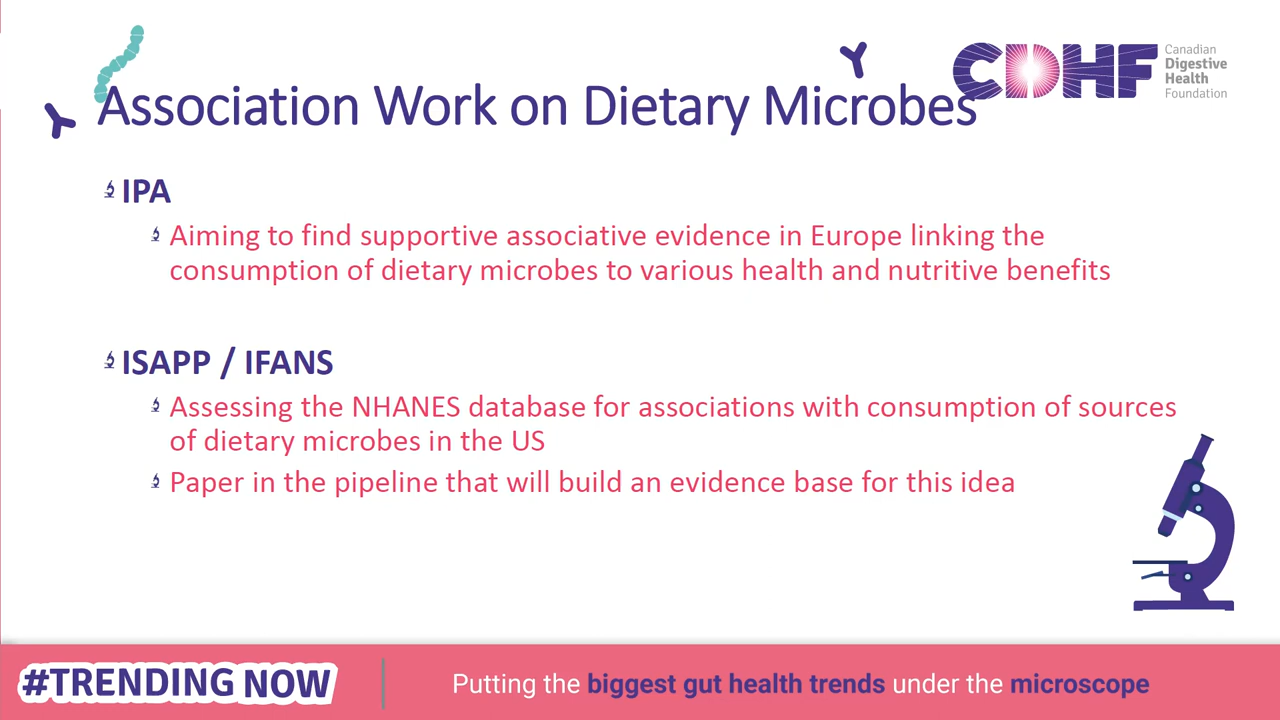 Association Work on Dietary Microbes
CDHF
Canadian
Digestive
Health
Foundation
IPA
Aiming to find supportive associative evidence in Europe linking the
consumption of dietary microbes to various health and nutritive benefits
ISAPP / IFANS
Assessing the NHANES database for associations with consumption of sources
of dietary microbes in the US
Paper in the pipeline that will build an evidence base for this idea
#TRENDING NOW
Putting the biggest gut health trends under the microscope